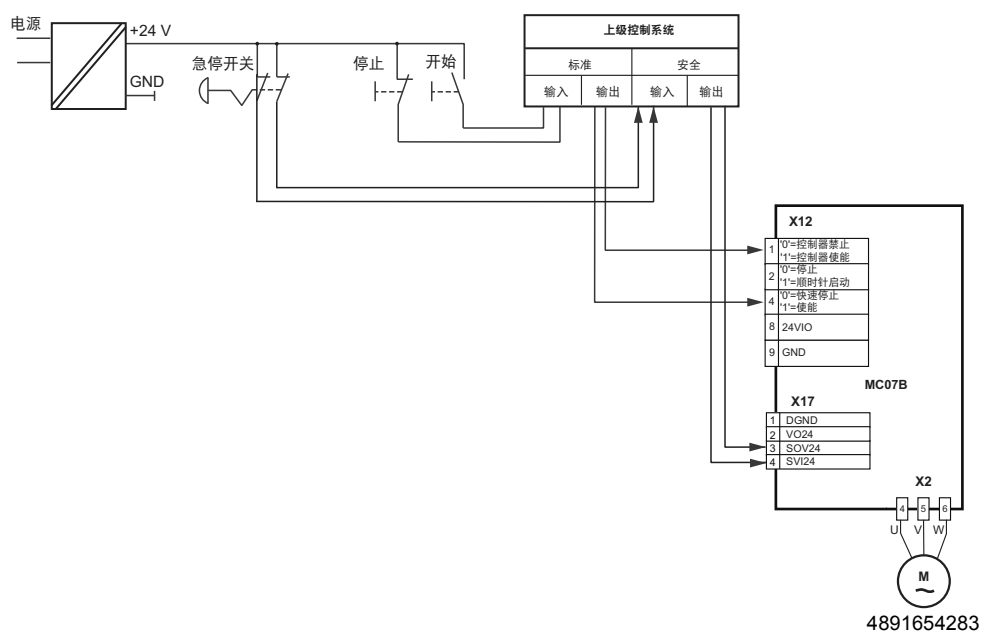 电源
+24 V
GND
急停开关
停止
开始
上级控制系统
标准
安全
输入
输出
输入
输出
X12
1 '0'=控制器禁止
'1'=控制器使能
2 '0'=停止
'1'=顺时针启动
4 '0'=快速停止
'1'=使能
8 24VIO
9 GND
MC07B
X17
1 DGND
2 VO24
3 SOV24
4 SVI24
X2
4 5 6
U V W
M
4891654283